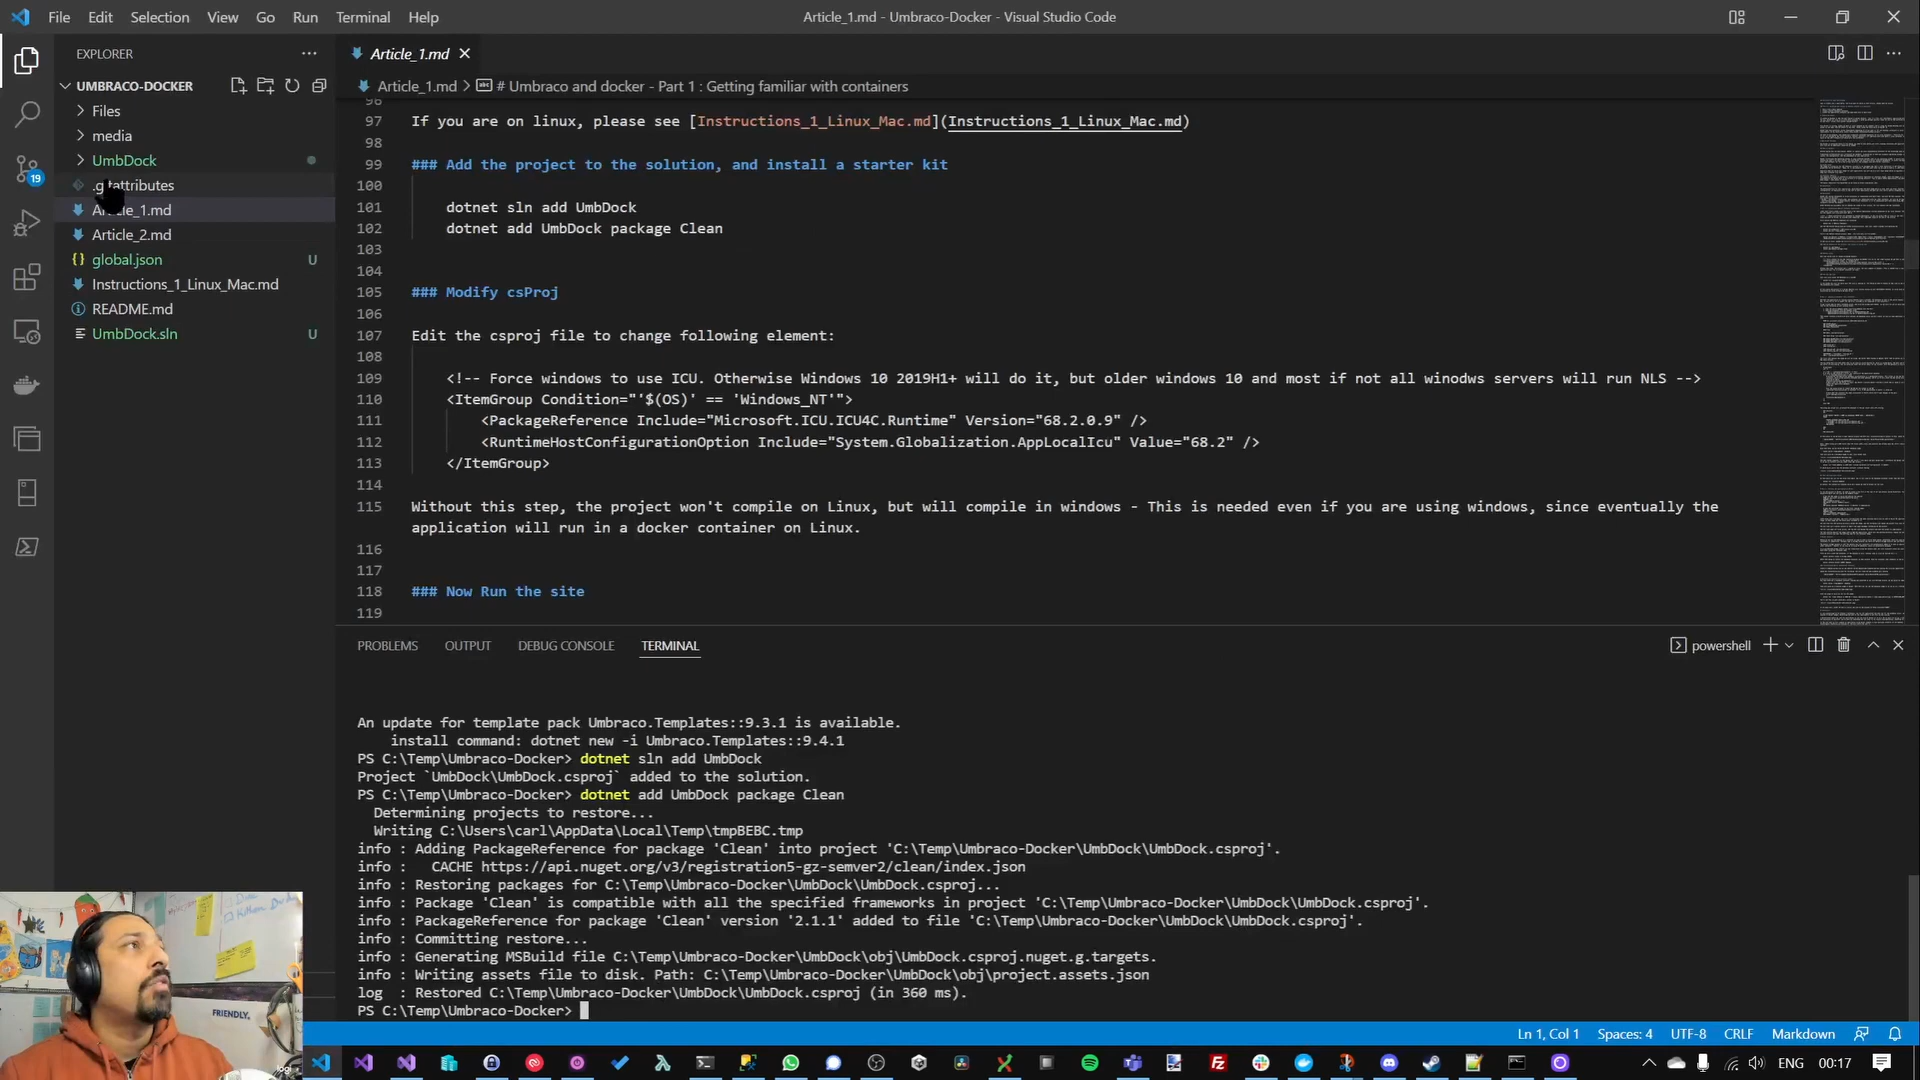 File Edit Selection View Go Run Terminal Help
Article_1.md - Umbraco-Docker - Visual Studio Code
EXPLORER
UMBRACO-DOCKER
Files
media
UmbDock
Article_1.md
Article_2.md
global.json U
Instructions_1_Linux_Mac.md
README.md
UmbDock.sln U
19
Article_1.md
Article_1.md > # Umbraco and docker - Part 1 : Getting familiar with containers
96
97 If you are on linux, please see [Instructions_1_Linux_Mac.md](Instructions_1_Linux_Mac.md)
98
99 ### Add the project to the solution, and install a starter kit
100
101 dotnet sln add UmbDock
102 dotnet add UmbDock package Clean
103
104
105 ### Modify csProj
106
107 Edit the csproj file to change following element:
108
109 <!-- Force windows to use ICU. Otherwise Windows 10 2019H1+ will do it, but older windows 10 and most if not all winodws servers will run NLS -->
110 <ItemGroup Condition="'$(OS)' == 'Windows_NT'">
111 <PackageReference Include="Microsoft.ICU.ICU4C.Runtime" Version="68.2.0.9" />
112 <RuntimeHostConfigurationOption Include="System.Globalization.AppLocalIcu" Value="68.2" />
113 </ItemGroup>
114
115 Without this step, the project won't compile on Linux, but will compile in windows - This is needed even if you are using windows, since eventually the
application will run in a docker container on Linux.
116
117
118 ### Now Run the site
119
PROBLEMS OUTPUT DEBUG CONSOLE TERMINAL
powershell
An update for template pack Umbraco.Templates::9.3.1 is available.
install command: dotnet new -i Umbraco.Templates::9.4.1
PS C:\Temp\Umbraco-Docker> dotnet sln add UmbDock
Project `UmbDock\UmbDock.csproj` added to the solution.
PS C:\Temp\Umbraco-Docker> dotnet add UmbDock package Clean
Determining projects to restore...
Writing C:\Users\carl\AppData\Local\Temp\tmpBEBC.tmp
info : Adding PackageReference for package 'Clean' into project 'C:\Temp\Umbraco-Docker\UmbDock\UmbDock.csproj'.
info : CACHE https://api.nuget.org/v3/registration5-gz-semver2/clean/index.json
info : Restoring packages for C:\Temp\Umbraco-Docker\UmbDock\UmbDock.csproj...
info : Package 'Clean' is compatible with all the specified frameworks in project 'C:\Temp\Umbraco-Docker\UmbDock\UmbDock.csproj'.
info : PackageReference for package 'Clean' version '2.1.1' added to file 'C:\Temp\Umbraco-Docker\UmbDock\UmbDock.csproj'.
info : Committing restore...
info : Generating MSBuild file C:\Temp\Umbraco-Docker\UmbDock\obj\UmbDock.csproj.nuget.g.targets.
info : Writing assets file to disk. Path: C:\Temp\Umbraco-Docker\UmbDock\obj\project.assets.json
log : Restored C:\Temp\Umbraco-Docker\UmbDock\UmbDock.csproj (in 360 ms).
PS C:\Temp\Umbraco-Docker>
FRIENDLY.
logi
Ln 1, Col 1 Spaces: 4 UTF-8 CRLF Markdown
ENG 00:17